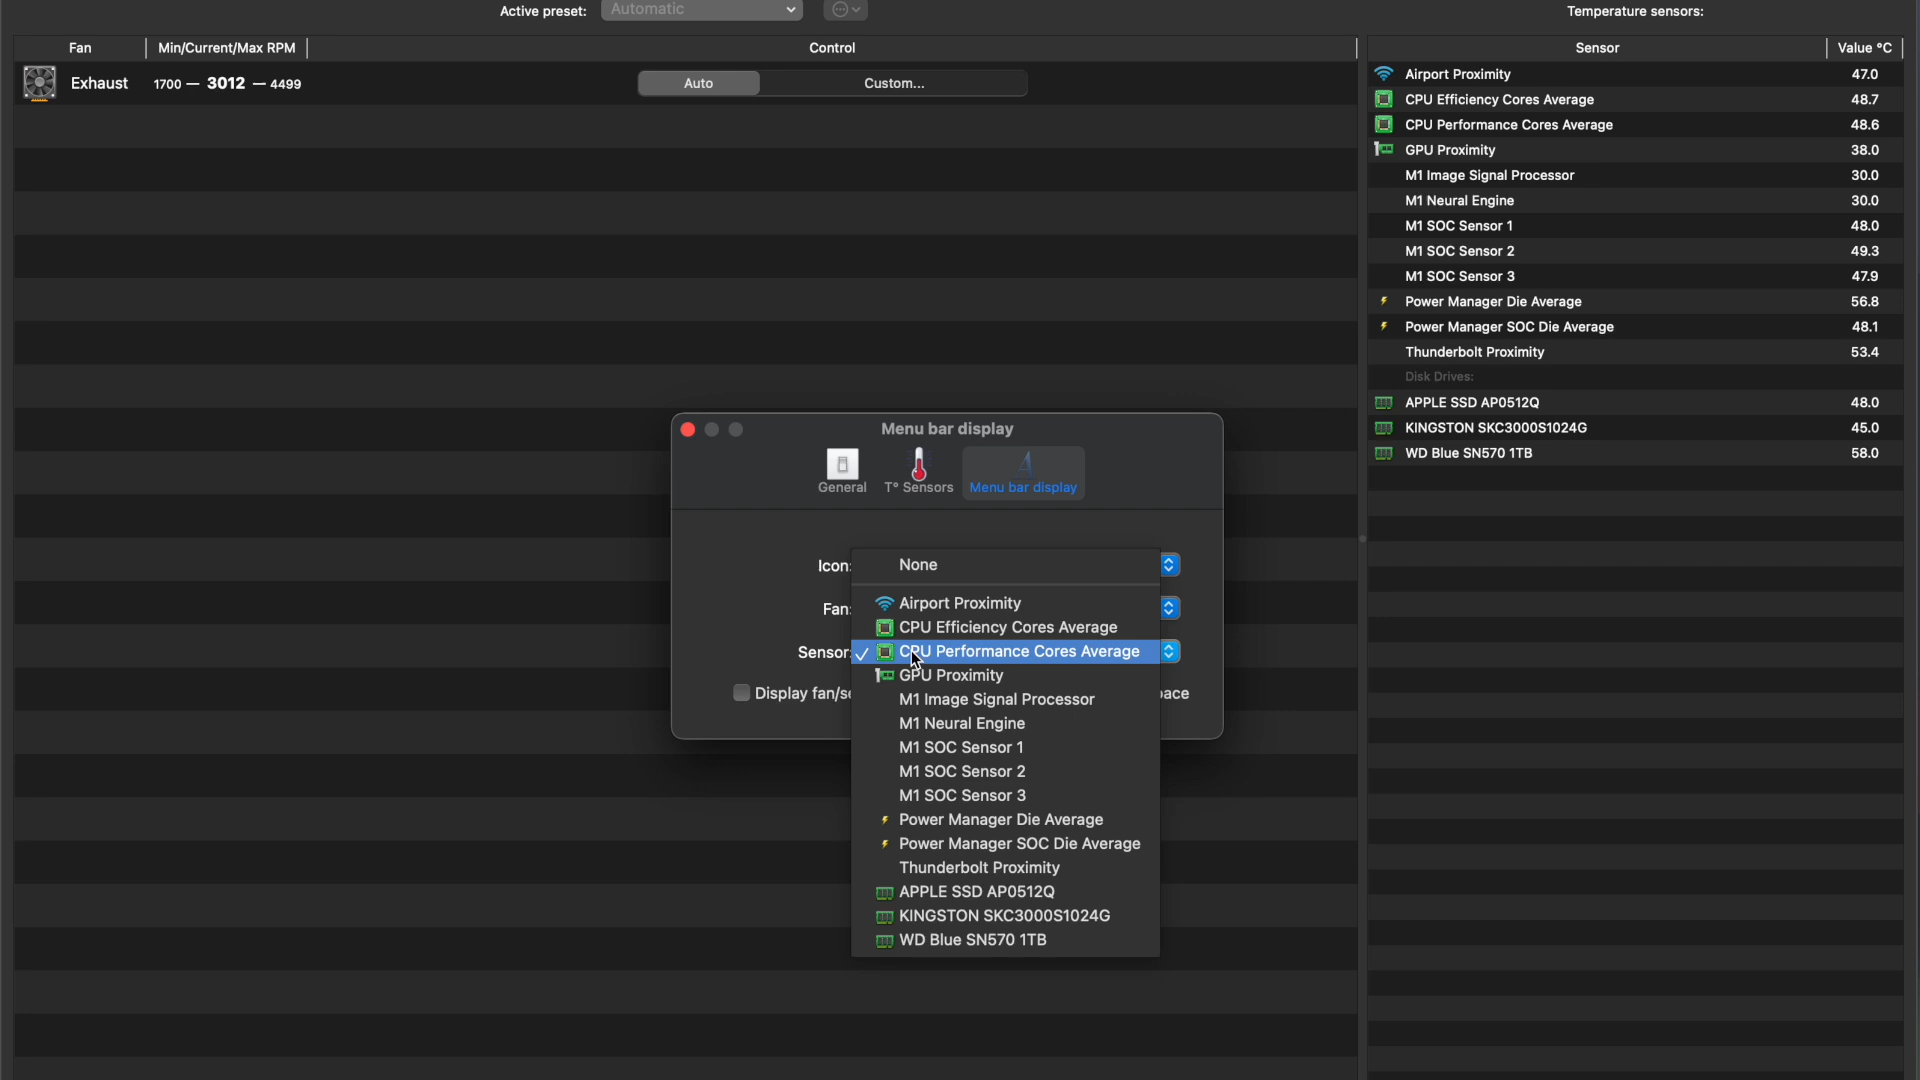 Active preset: Automatic
Temperature sensors:
Fan Min/Current/Max RPM Control
Exhaust 1700 — 3012 — 4499 Auto Custom...
Sensor Value °C
Airport Proximity 47.0
CPU Efficiency Cores Average 48.7
CPU Performance Cores Average 48.6
GPU Proximity 38.0
M1 Image Signal Processor 30.0
M1 Neural Engine 30.0
M1 SOC Sensor 1 48.0
M1 SOC Sensor 2 49.3
M1 SOC Sensor 3 47.9
Power Manager Die Average 56.8
Power Manager SOC Die Average 48.1
Thunderbolt Proximity 53.4
Disk Drives:
APPLE SSD AP0512Q 48.0
KINGSTON SKC3000S1024G 45.0
WD Blue SN570 1TB 58.0
Menu bar display
General T° Sensors Menu bar display
Icon:
Fan:
Sensor:
Display fan/se
pace
None
Airport Proximity
CPU Efficiency Cores Average
CPU Performance Cores Average
GPU Proximity
M1 Image Signal Processor
M1 Neural Engine
M1 SOC Sensor 1
M1 SOC Sensor 2
M1 SOC Sensor 3
Power Manager Die Average
Power Manager SOC Die Average
Thunderbolt Proximity
APPLE SSD AP0512Q
KINGSTON SKC3000S1024G
WD Blue SN570 1TB